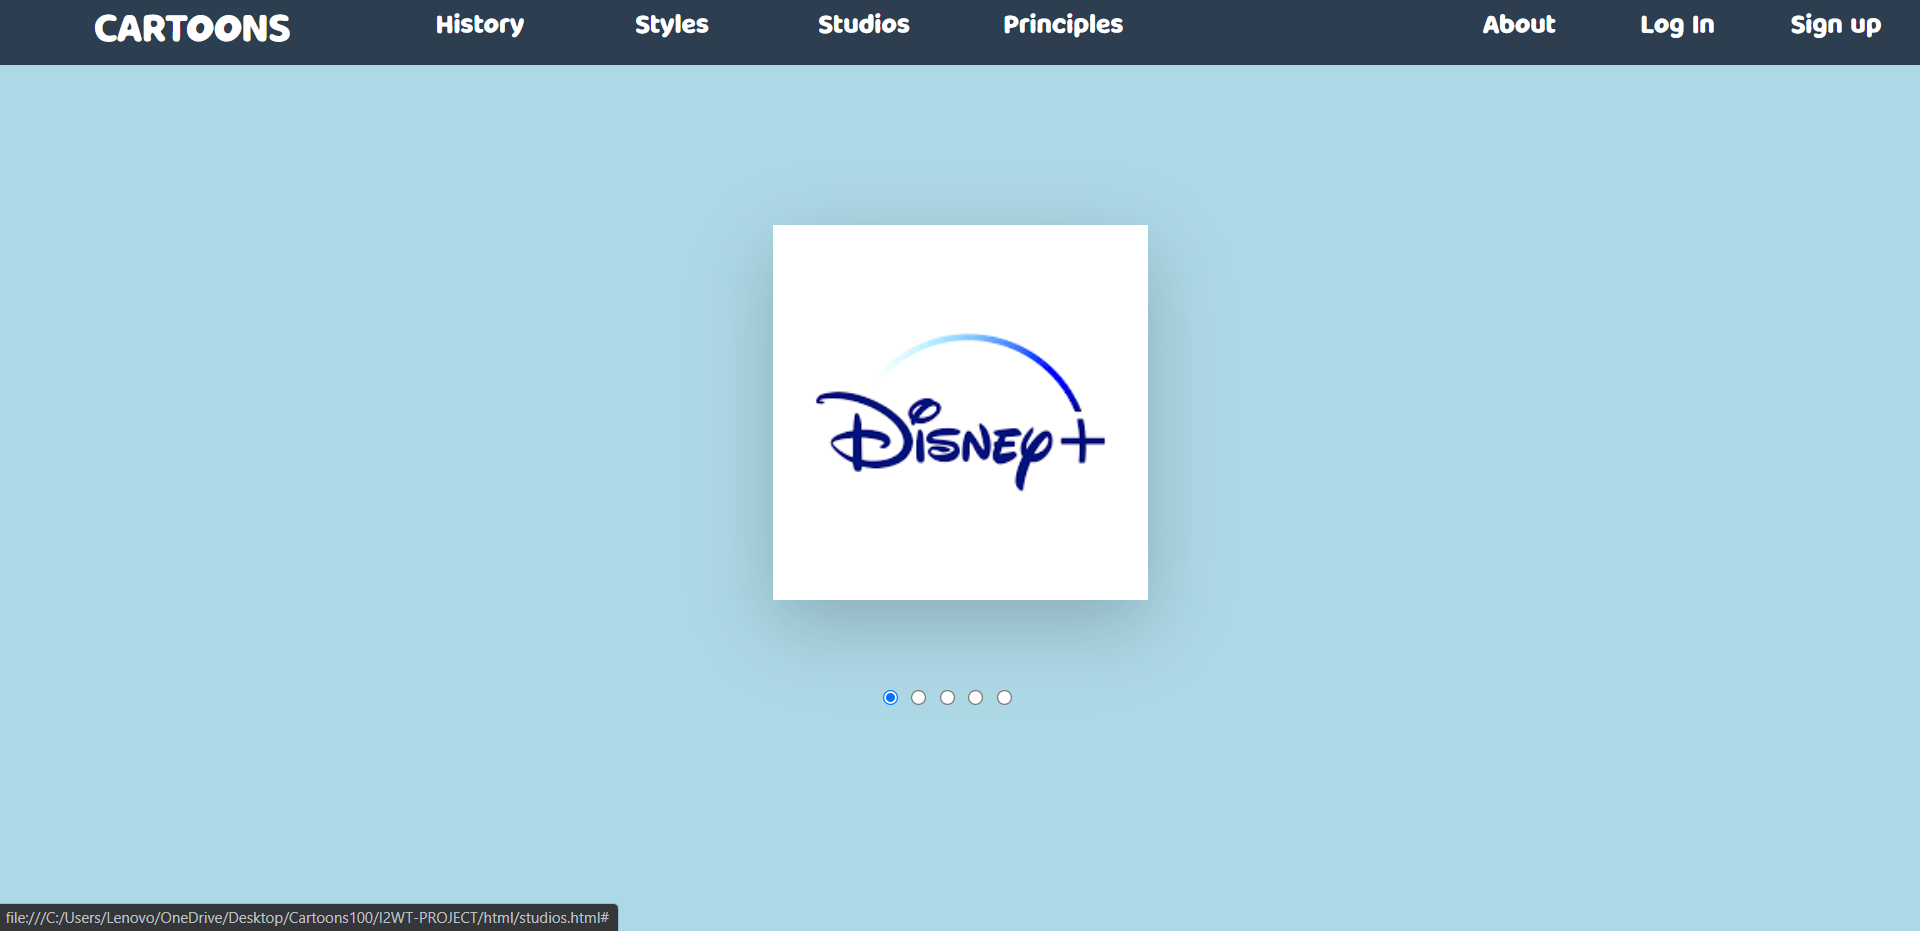 CARTOONS History Styles Studios Principles About Log In Sign up
Disney+
file:///C:/Users/Lenovo/OneDrive/Desktop/Cartoons100/I2WT-PROJECT/html/studios.html#